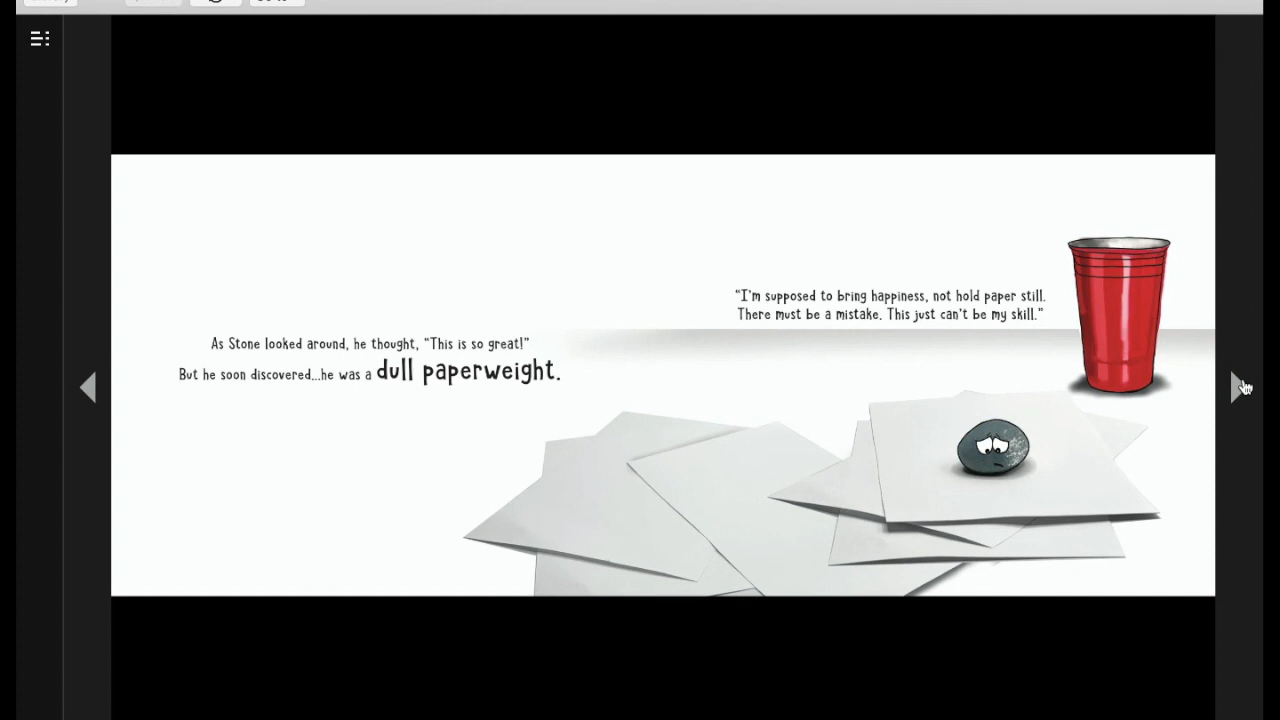 As Stone looked around, he thought, “This is so great!”
But he soon discovered...he was a dull paperweight.
“I'm supposed to bring happiness, not hold paper still.
There must be a mistake. This just can't be my skill.”